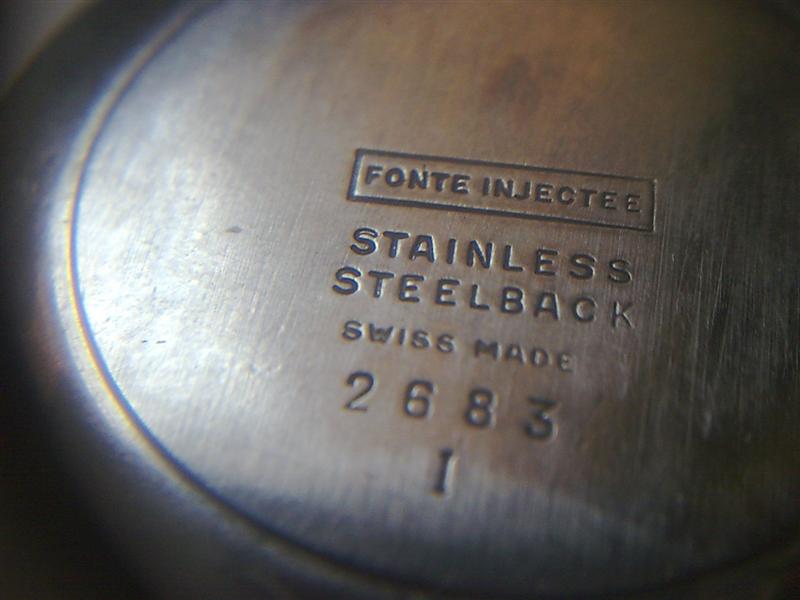 FONTE INJECTEE
STAINLESS
STEELBACK
SWISS MADE
2683
I